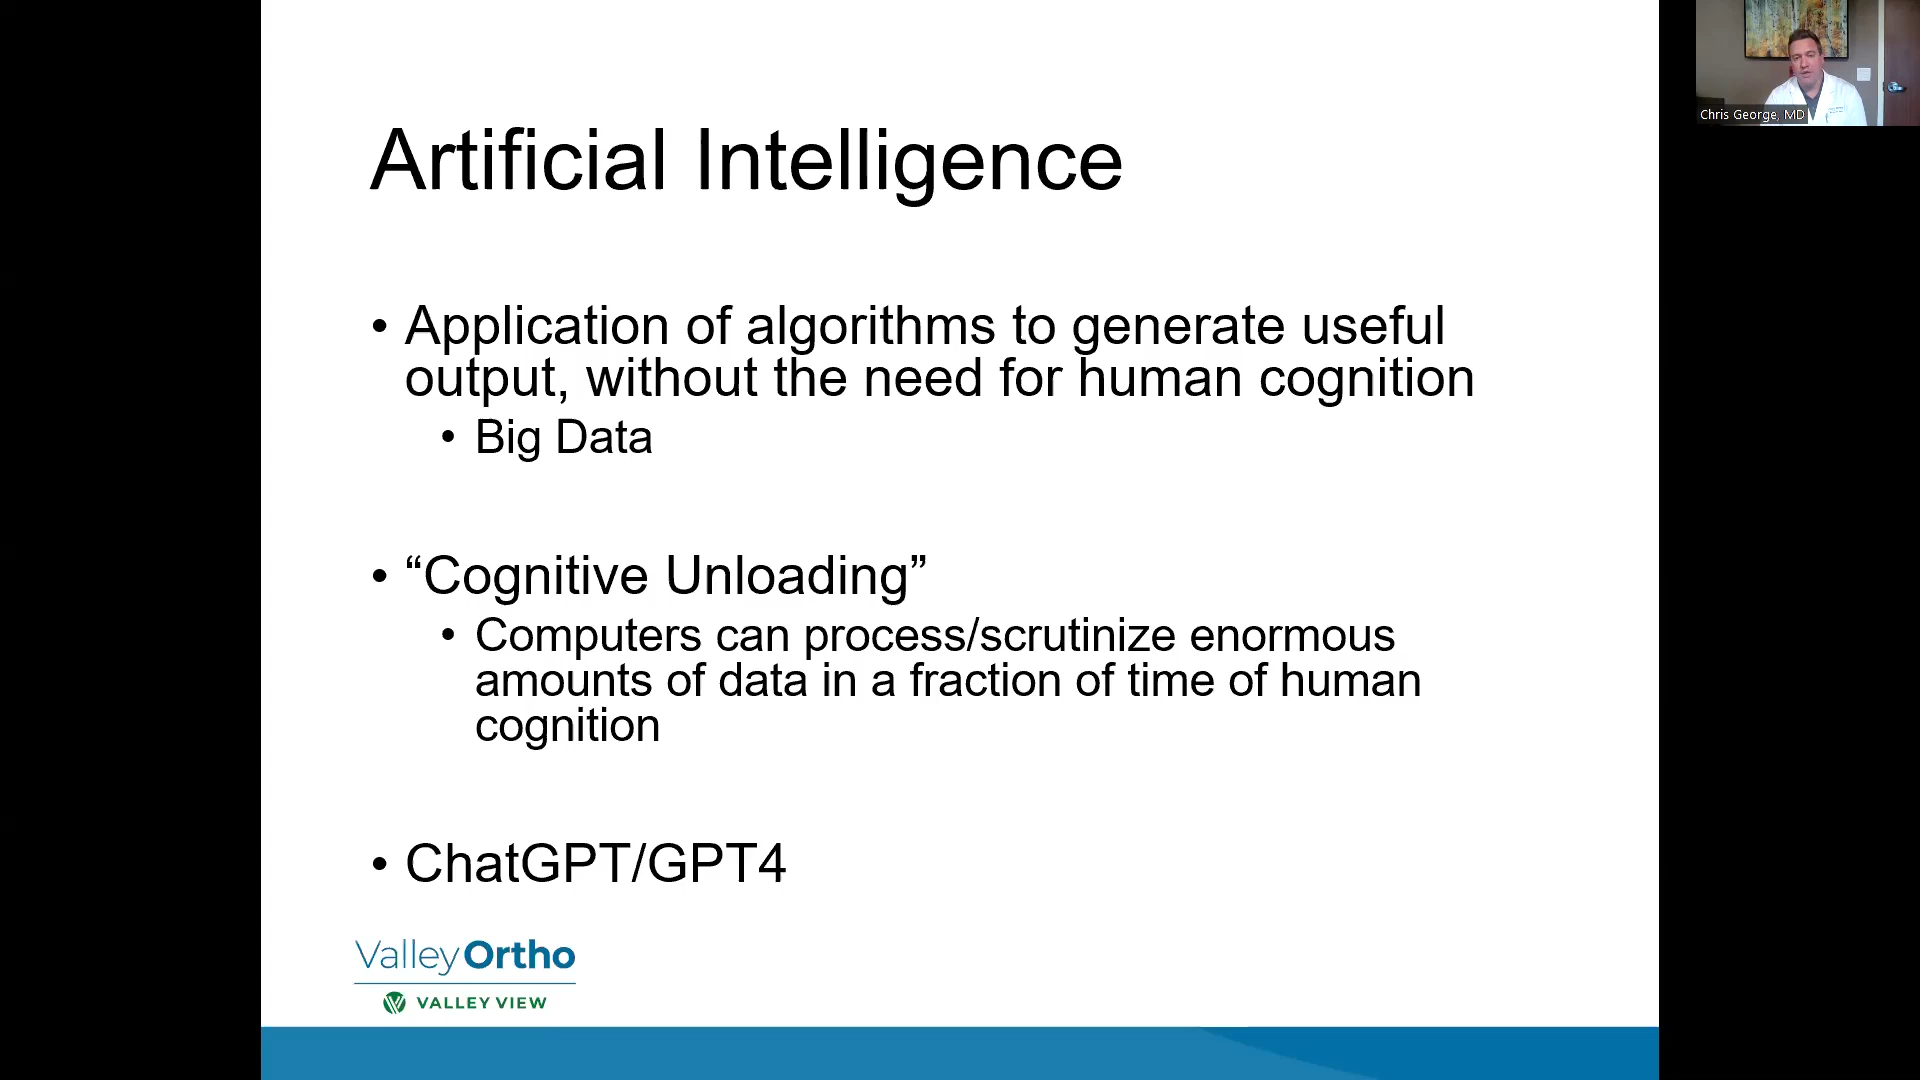 Artificial Intelligence
• Application of algorithms to generate useful
output, without the need for human cognition
• Big Data
• “Cognitive Unloading”
• Computers can process/scrutinize enormous
amounts of data in a fraction of time of human
cognition
• ChatGPT/GPT4
ValleyOrtho
VALLEY VIEW
Chris George, MD